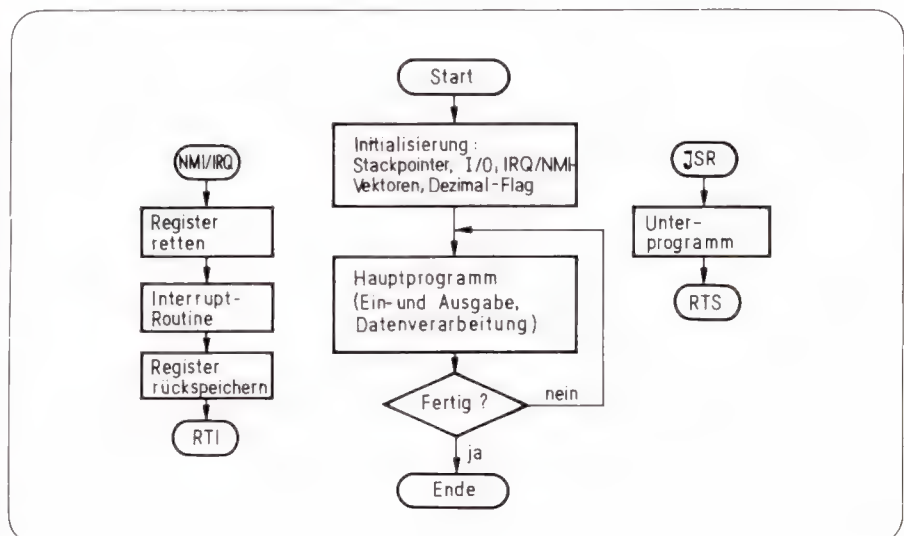 Start
Initialisierung :
Stackpointer, I/O, IRQ/NMI-
Vektoren, Dezimal-Flag
NMI/IRQ
Register
retten
Interrupt-
Routine
Register
rückspeichern
RTI
Hauptprogramm
(Ein- und Ausgabe,
Datenverarbeitung)
Fertig ?
nein
ja
Ende
JSR
Unter-
programm
RTS